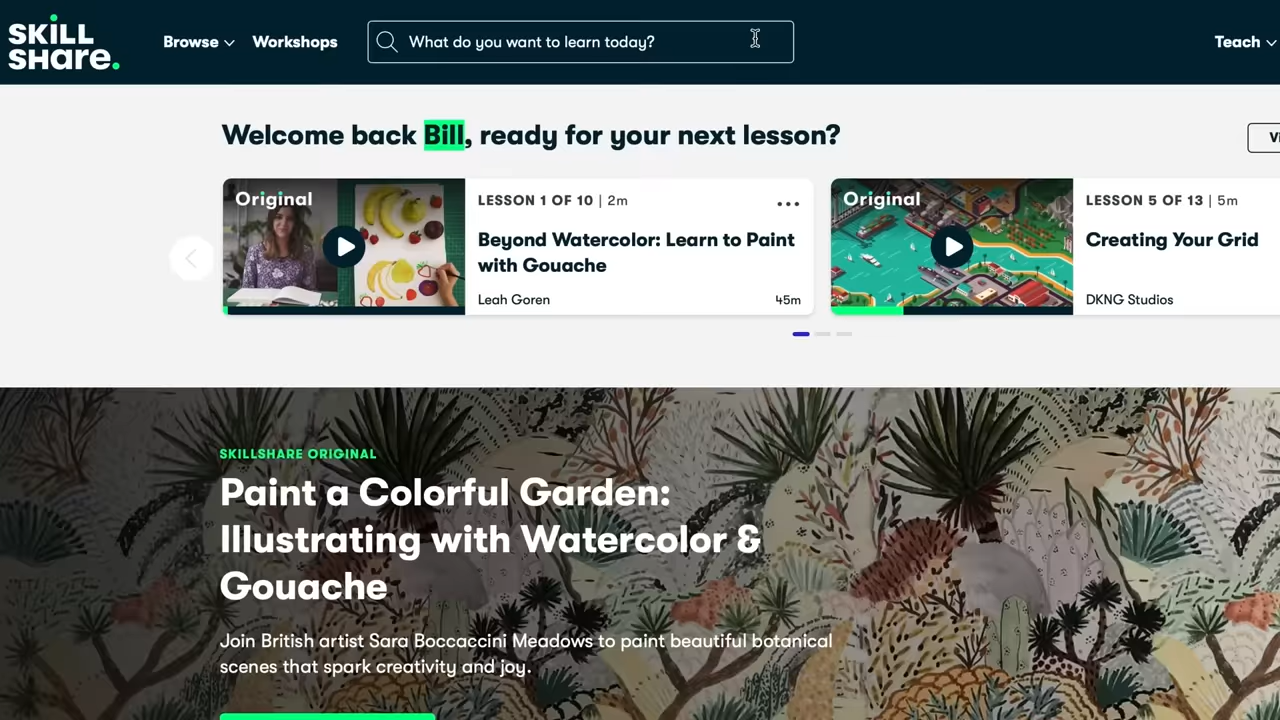 SKILL
SHare.
Browse
Workshops
What do you want to learn today?
Teach
Welcome back Bill, ready for your next lesson?
Original
LESSON 1 OF 10 | 2m
Beyond Watercolor: Learn to Paint
with Gouache
Leah Goren
45m
Original
LESSON 5 OF 13 | 5m
Creating Your Grid
DKNG Studios
SKILLSHARE ORIGINAL
Paint a Colorful Garden:
Illustrating with Watercolor &
Gouache
Join British artist Sara Boccaccini Meadows to paint beautiful botanical
scenes that spark creativity and joy.